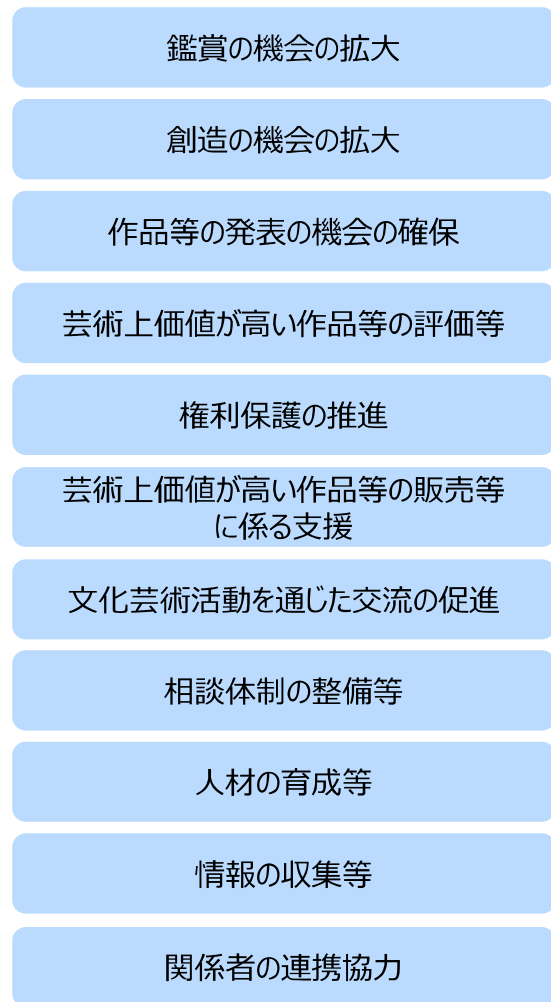 鑑賞の機会の拡大
創造の機会の拡大
作品等の発表の機会の確保
芸術上価値が高い作品等の評価等
権利保護の推進
芸術上価値が高い作品等の販売等
に係る支援
文化芸術活動を通じた交流の促進
相談体制の整備等
人材の育成等
情報の収集等
関係者の連携協力